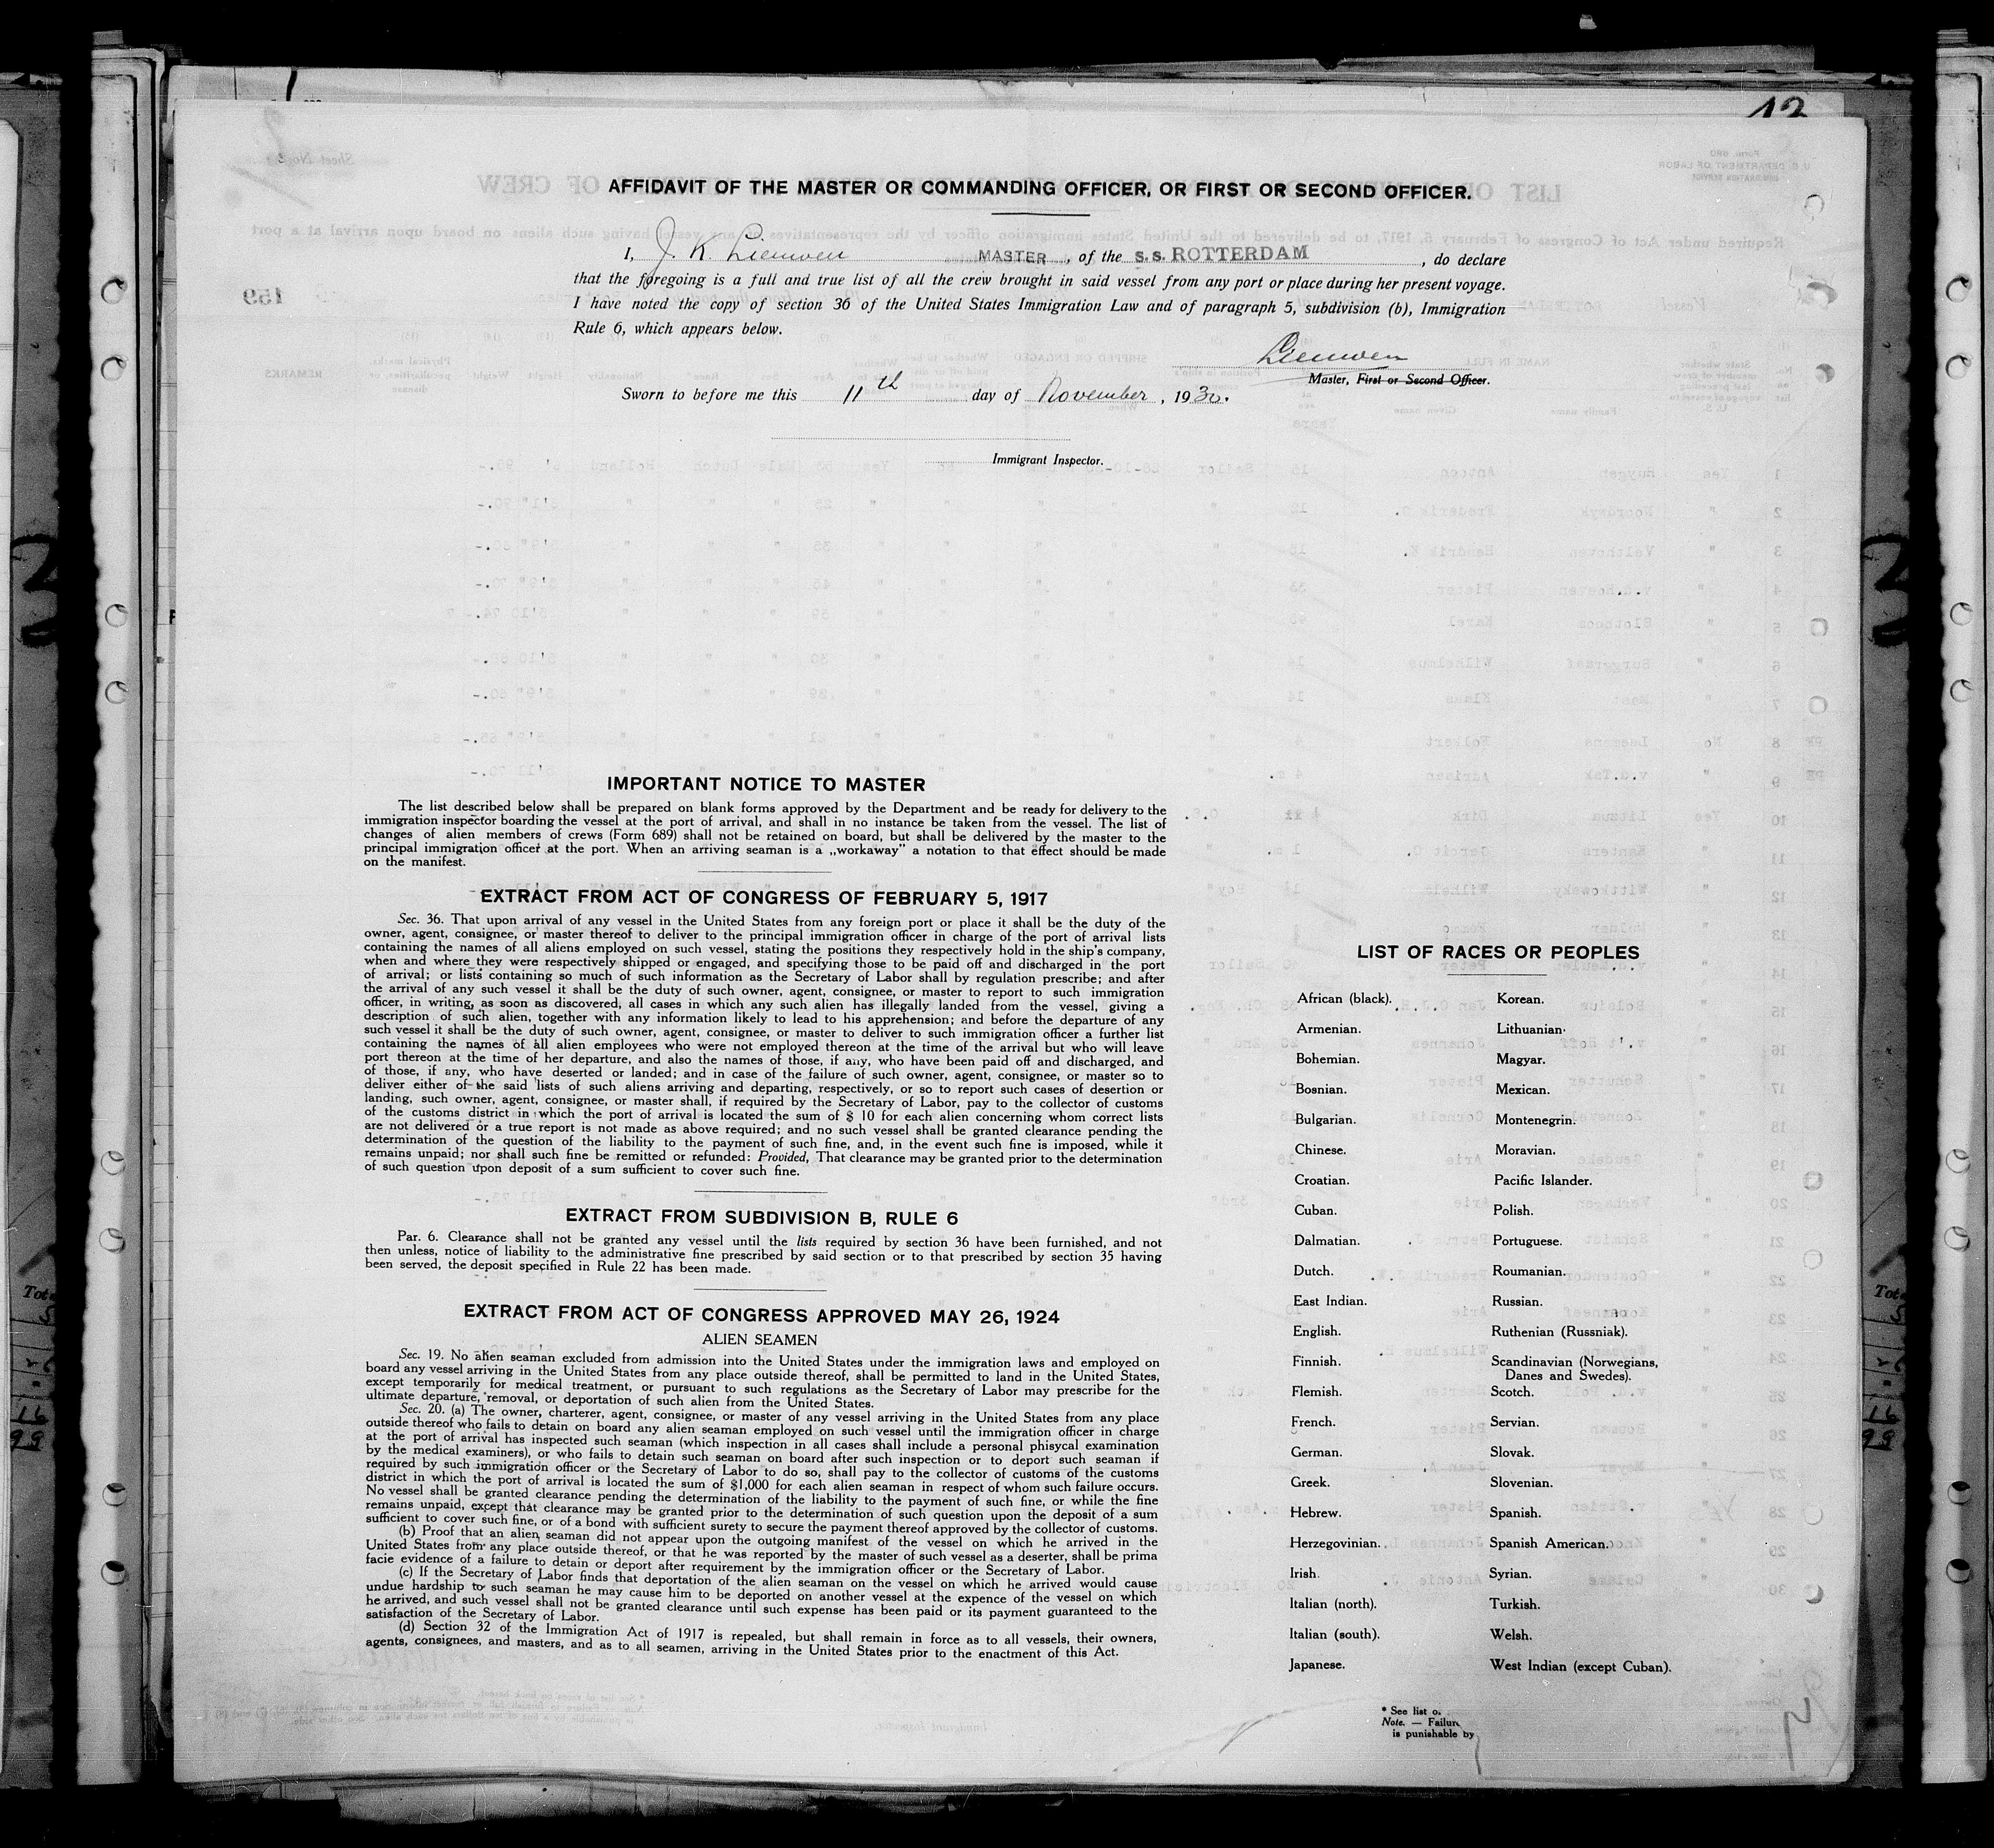 AFFIDAVIT OF THE MASTER OR COMMANDING OFFICER, OR FIRST OR SECOND OFFICER.
I, J. K. Lieuwen MASTER, of the S.S. ROTTERDAM, do declare
that the foregoing is a full and true list of all the crew brought in said vessel from any port or place during her present voyage.
I have noted the copy of section 36 of the United States Immigration Law and of paragraph 5, subdivision (b), Immigration
Rule 6, which appears below.
Lieuwen
Master, First or Second Officer.
Sworn to before me this 11th day of November, 1930.
Immigrant Inspector.
IMPORTANT NOTICE TO MASTER
The list described below shall be prepared on blank forms approved by the Department and be ready for delivery to the
immigration inspector boarding the vessel at the port of arrival, and shall in no instance be taken from the vessel. The list of
changes of alien members of crews (Form 689) shall not be retained on board, but shall be delivered by the master to the
principal immigration officer at the port. When an arriving seaman is a „workaway" a notation to that effect should be made
on the manifest.
EXTRACT FROM ACT OF CONGRESS OF FEBRUARY 5, 1917
Sec. 36. That upon arrival of any vessel in the United States from any foreign port or place it shall be the duty of the
owner, agent, consignee, or master thereof to deliver to the principal immigration officer in charge of the port of arrival lists
containing the names of all aliens employed on such vessel, stating the positions they respectively hold in the ship's company,
when and where they were respectively shipped or engaged, and specifying those to be paid off and discharged in the port
of arrival; or lists containing so much of such information as the Secretary of Labor shall by regulation prescribe; and after
the arrival of any such vessel it shall be the duty of such owner, agent, consignee, or master to report to such immigration
officer, in writing, as soon as discovered, all cases in which any such alien has illegally landed from the vessel, giving a
description of such alien, together with any information likely to lead to his apprehension; and before the departure of any
such vessel it shall be the duty of such owner, agent, consignee, or master to deliver to such immigration officer a further list
containing the names of all alien employees who were not employed thereon at the time of the arrival but who will leave
port thereon at the time of her departure, and also the names of those, if any, who have been paid off and discharged, and
of those, if any, who have deserted or landed; and in case of the failure of such owner, agent, consignee, or master so to
deliver either of the said lists of such aliens arriving and departing, respectively, or so to report such cases of desertion or
landing, such owner, agent, consignee, or master shall, if required by the Secretary of Labor, pay to the collector of customs
of the customs district in which the port of arrival is located the sum of $ 10 for each alien concerning whom correct lists
are not delivered or a true report is not made as above required; and no such vessel shall be granted clearance pending the
determination of the question of the liability to the payment of such fine, and, in the event such fine is imposed, while it
remains unpaid; nor shall such fine be remitted or refunded: Provided, That clearance may be granted prior to the determination
of such question upon deposit of a sum sufficient to cover such fine.
EXTRACT FROM SUBDIVISION B, RULE 6
Par. 6. Clearance shall not be granted any vessel until the lists required by section 36 have been furnished, and not
then unless, notice of liability to the administrative fine prescribed by said section or to that prescribed by section 35 having
been served, the deposit specified in Rule 22 has been made.
EXTRACT FROM ACT OF CONGRESS APPROVED MAY 26, 1924
ALIEN SEAMEN
Sec. 19. No alien seaman excluded from admission into the United States under the immigration laws and employed on
board any vessel arriving in the United States from any place outside thereof, shall be permitted to land in the United States,
except temporarily for medical treatment, or pursuant to such regulations as the Secretary of Labor may prescribe for the
ultimate departure, removal, or deportation of such alien from the United States.
Sec. 20. (a) The owner, charterer, agent, consignee, or master of any vessel arriving in the United States from any place
outside thereof who fails to detain on board any alien seaman employed on such vessel until the immigration officer in charge
at the port of arrival has inspected such seaman (which inspection in all cases shall include a personal phisycal examination
by the medical examiners), or who fails to detain such seaman on board after such inspection or to deport such seaman if
required by such immigration officer or the Secretary of Labor to do so, shall pay to the collector of customs of the customs
district in which the port of arrival is located the sum of $1,000 for each alien seaman in respect of whom such failure occurs.
No vessel shall be granted clearance pending the determination of the liability to the payment of such fine, or while the fine
remains unpaid, except that clearance may be granted prior to the determination of such question upon the deposit of a sum
sufficient to cover such fine, or of a bond with sufficient surety to secure the payment thereof approved by the collector of customs.
(b) Proof that an alien seaman did not appear upon the outgoing manifest of the vessel on which he arrived in the
United States from any place outside thereof, or that he was reported by the master of such vessel as a deserter, shall be prima
facie evidence of a failure to detain or deport after requirement by the immigration officer or the Secretary of Labor.
(c) If the Secretary of Labor finds that deportation of the alien seaman on the vessel on which he arrived would cause
undue hardship to such seaman he may cause him to be deported on another vessel at the expence of the vessel on which
he arrived, and such vessel shall not be granted clearance until such expense has been paid or its payment guaranteed to the
satisfaction of the Secretary of Labor.
(d) Section 32 of the Immigration Act of 1917 is repealed, but shall remain in force as to all vessels, their owners,
agents, consignees, and masters, and as to all seamen, arriving in the United States prior to the enactment of this Act.
LIST OF RACES OR PEOPLES
African (black). Korean.
Armenian. Lithuanian.
Bohemian. Magyar.
Bosnian. Mexican.
Bulgarian. Montenegrin.
Chinese. Moravian.
Croatian. Pacific Islander.
Cuban. Polish.
Dalmatian. Portuguese.
Dutch. Roumanian.
East Indian. Russian.
English. Ruthenian (Russniak).
Finnish. Scandinavian (Norwegians,
Danes and Swedes).
Flemish. Scotch.
French. Servian.
German. Slovak.
Greek. Slovenian.
Hebrew. Spanish.
Herzegovinian. Spanish American.
Irish. Syrian.
Italian (north). Turkish.
Italian (south). Welsh.
Japanese. West Indian (except Cuban).
* See list o
Note. — Failur
is punishable by